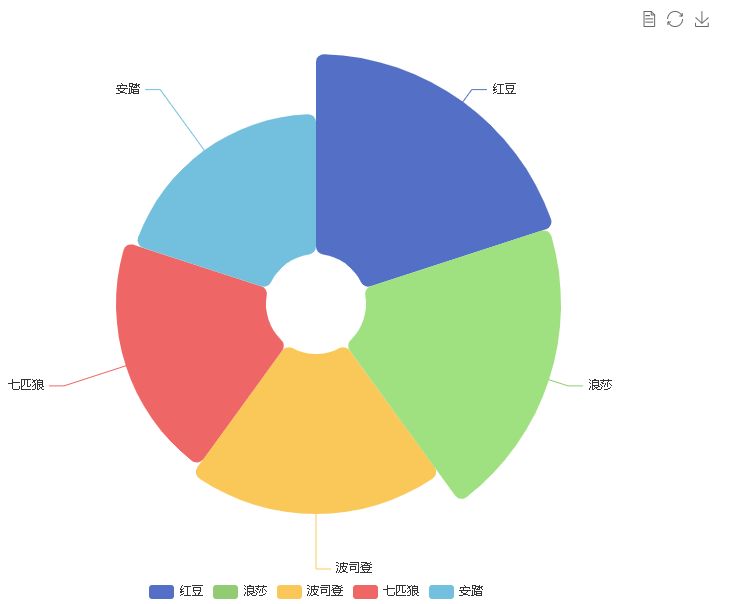 安踏
红豆
七匹狼
浪莎
波司登
红豆 浪莎 波司登 七匹狼 安踏